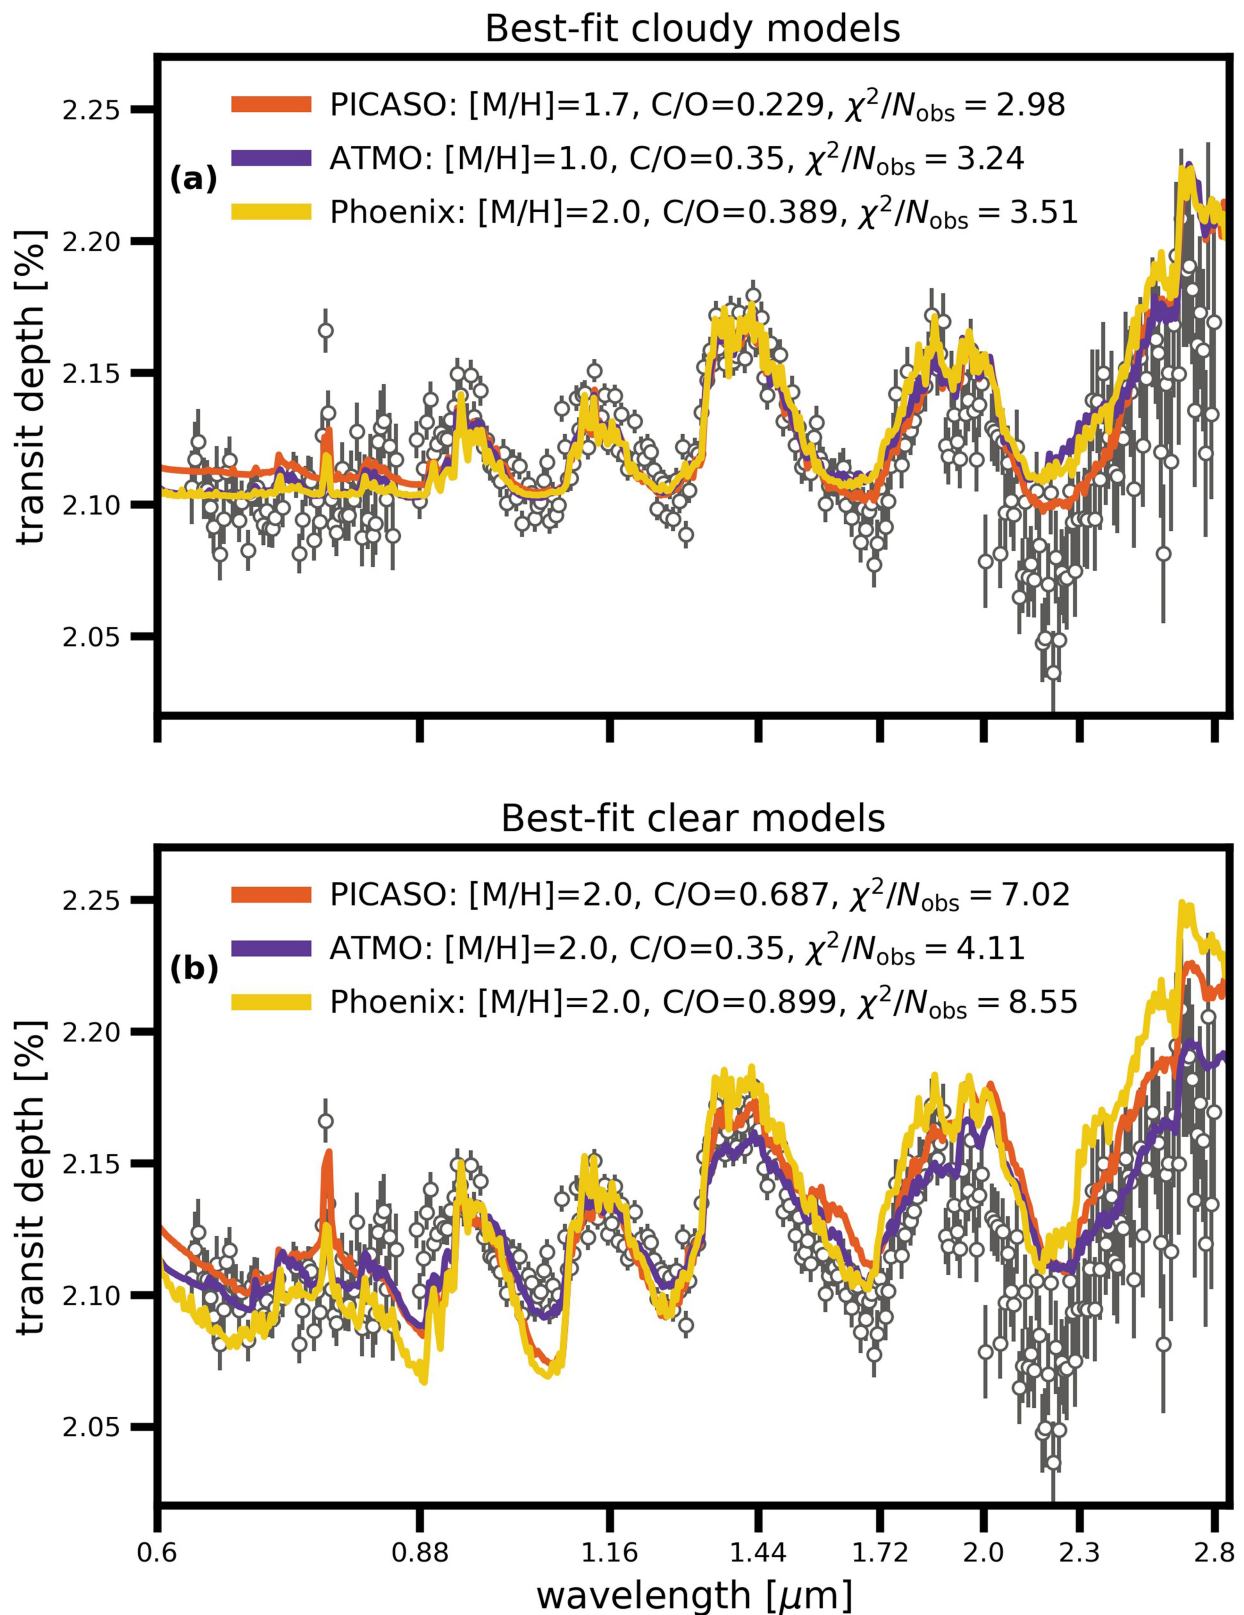 Best-fit cloudy models
PICASO: [M/H]=1.7, C/O=0.229, χ²/N_obs = 2.98
(a) ATMO: [M/H]=1.0, C/O=0.35, χ²/N_obs = 3.24
Phoenix: [M/H]=2.0, C/O=0.389, χ²/N_obs = 3.51
transit depth [%]
2.25
2.20
2.15
2.10
2.05
Best-fit clear models
PICASO: [M/H]=2.0, C/O=0.687, χ²/N_obs = 7.02
(b) ATMO: [M/H]=2.0, C/O=0.35, χ²/N_obs = 4.11
Phoenix: [M/H]=2.0, C/O=0.899, χ²/N_obs = 8.55
transit depth [%]
2.25
2.20
2.15
2.10
2.05
0.6 0.88 1.16 1.44 1.72 2.0 2.3 2.8
wavelength [μm]